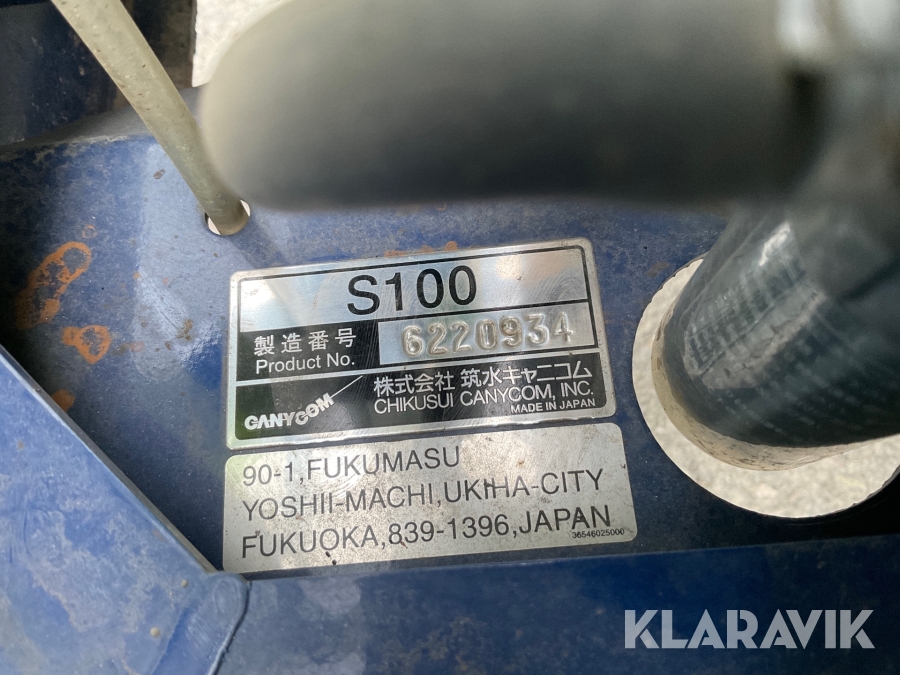 S100
製造番号
Product No.
6220934
CANYCOM
株式会社 筑水キャニコム
CHIKUSUI CANYCOM, INC.
MADE IN JAPAN
90-1,FUKUMASU
YOSHII-MACHI,UKIHA-CITY
FUKUOKA,839-1396,JAPAN
36546025000
KLARAVIK